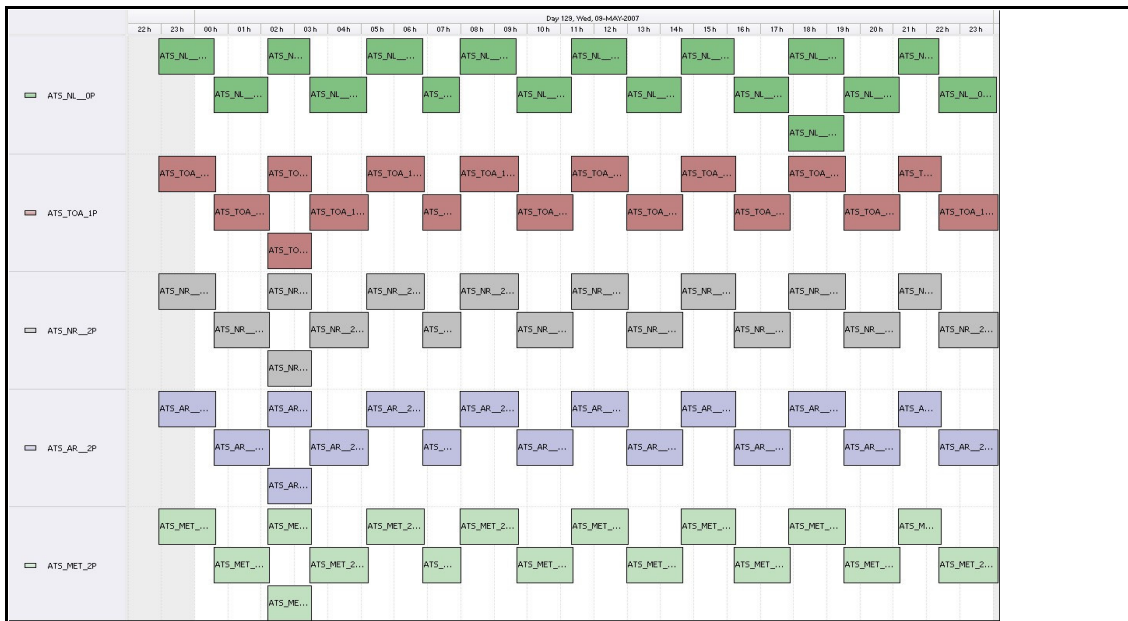 Day 129, Wed, 09-MAY-2007
22 h 23 h 00 h 01 h 02 h 03 h 04 h 05 h 06 h 07 h 08 h 09 h 10 h 11 h 12 h 13 h 14 h 15 h 16 h 17 h 18 h 19 h 20 h 21 h 22 h 23 h
ATS_NL__... ATS_N... ATS_NL__... ATS_NL__... ATS_NL__... ATS_NL__... ATS_NL__... ATS_N...
ATS_NL__0P ATS_NL__... ATS_NL__... ATS_... ATS_NL__... ATS_NL__... ATS_NL__... ATS_NL__... ATS_NL__0...
ATS_NL__...
ATS_TOA_... ATS_TO... ATS_TOA_1... ATS_TOA_1... ATS_TOA_... ATS_TOA_... ATS_TOA_... ATS_T...
ATS_TOA_1P ATS_TOA_... ATS_TOA_1... ATS_... ATS_TOA_... ATS_TOA_... ATS_TOA_... ATS_TOA_... ATS_TOA_1...
ATS_TO...
ATS_NR__... ATS_NR... ATS_NR__2... ATS_NR__2... ATS_NR__... ATS_NR__... ATS_NR__... ATS_N...
ATS_NR__2P ATS_NR__... ATS_NR__2... ATS_... ATS_NR__... ATS_NR__... ATS_NR__... ATS_NR__... ATS_NR__2...
ATS_NR...
ATS_AR__... ATS_AR... ATS_AR__2... ATS_AR__2... ATS_AR__... ATS_AR__... ATS_AR__... ATS_A...
ATS_AR__2P ATS_AR__... ATS_AR__2... ATS_... ATS_AR__... ATS_AR__... ATS_AR__... ATS_AR__... ATS_AR__2...
ATS_AR...
ATS_MET_... ATS_ME... ATS_MET_2... ATS_MET_2... ATS_MET_... ATS_MET_... ATS_MET_... ATS_M...
ATS_MET_2P ATS_MET_... ATS_MET_2... ATS_... ATS_MET_... ATS_MET_... ATS_MET_... ATS_MET_... ATS_MET_2...
ATS_ME...